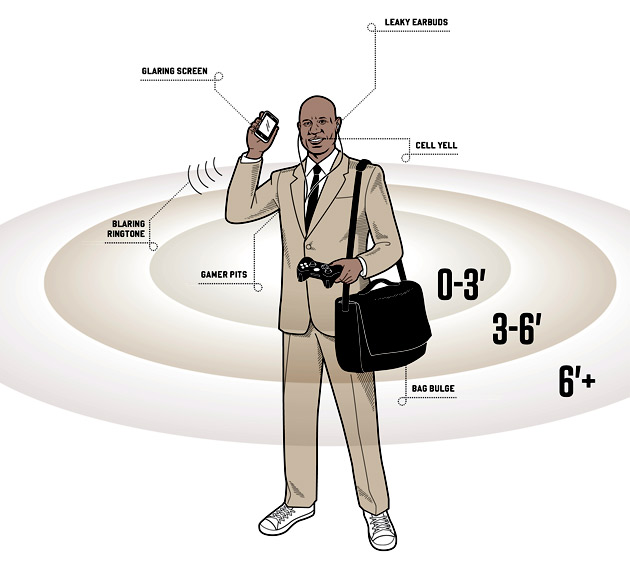 LEAKY EARBUDS
GLARING SCREEN
CELL YELL
BLARING
RINGTONE
GAMER PITS
0-3'
3-6'
6'+
BAG BULGE